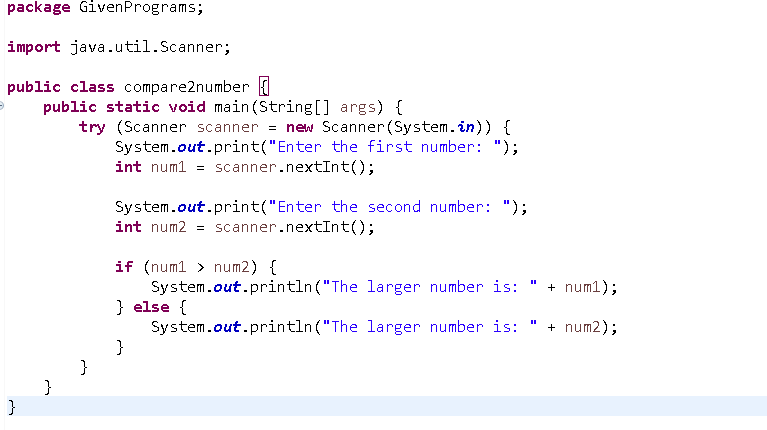 package GivenPrograms;
import java.util.Scanner;
public class compare2number {
public static void main(String[] args) {
try (Scanner scanner = new Scanner(System.in)) {
System.out.print("Enter the first number: ");
int num1 = scanner.nextInt();
System.out.print("Enter the second number: ");
int num2 = scanner.nextInt();
if (num1 > num2) {
System.out.println("The larger number is: " + num1);
} else {
System.out.println("The larger number is: " + num2);
}
}
}
}